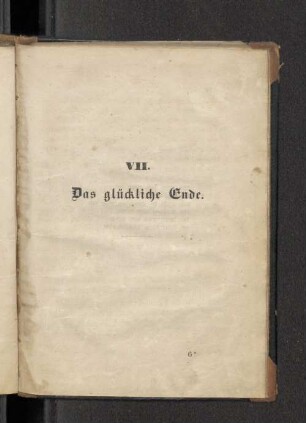 VII.
Das glückliche Ende.
6*